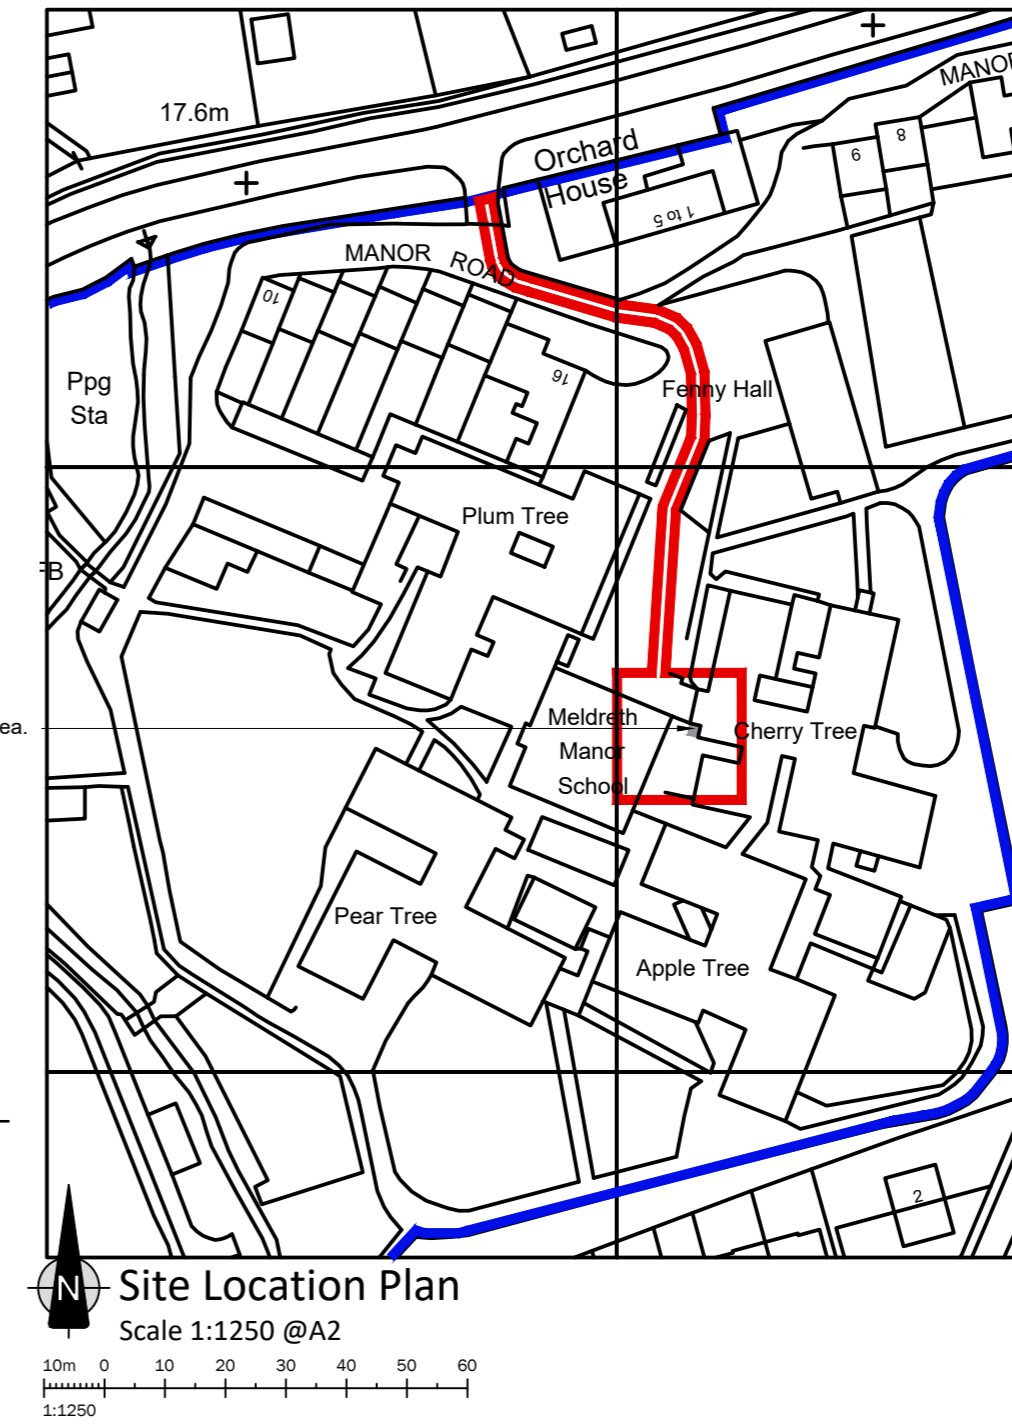 17.6m
MANOR
Orchard
House
1 to 5
9
8
MANOR ROAD
10
16
Ppg
Sta
Fenny Hall
Plum Tree
FB
Meldreth
Manor
School
Cherry Tree
ea.
Pear Tree
Apple Tree
2
N
Site Location Plan
Scale 1:1250 @A2
10m 0 10 20 30 40 50 60
1:1250